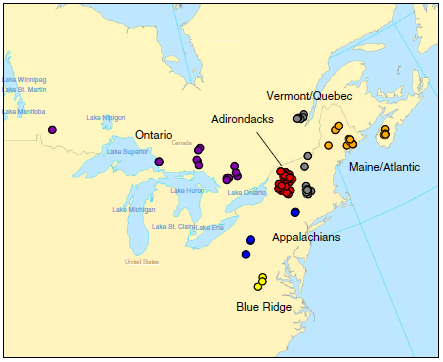 Vermont/Quebec
Lake Winnipeg
Lake St. Martin
Lake Manitoba
Lake Nipigon
Adirondacks
Ontario
Canada
Lake Superior
Maine/Atlantic
Lake Huron
Lake Ontario
Lake Michigan
Lake St. Claire
Lake Erie
Appalachians
United States
Blue Ridge